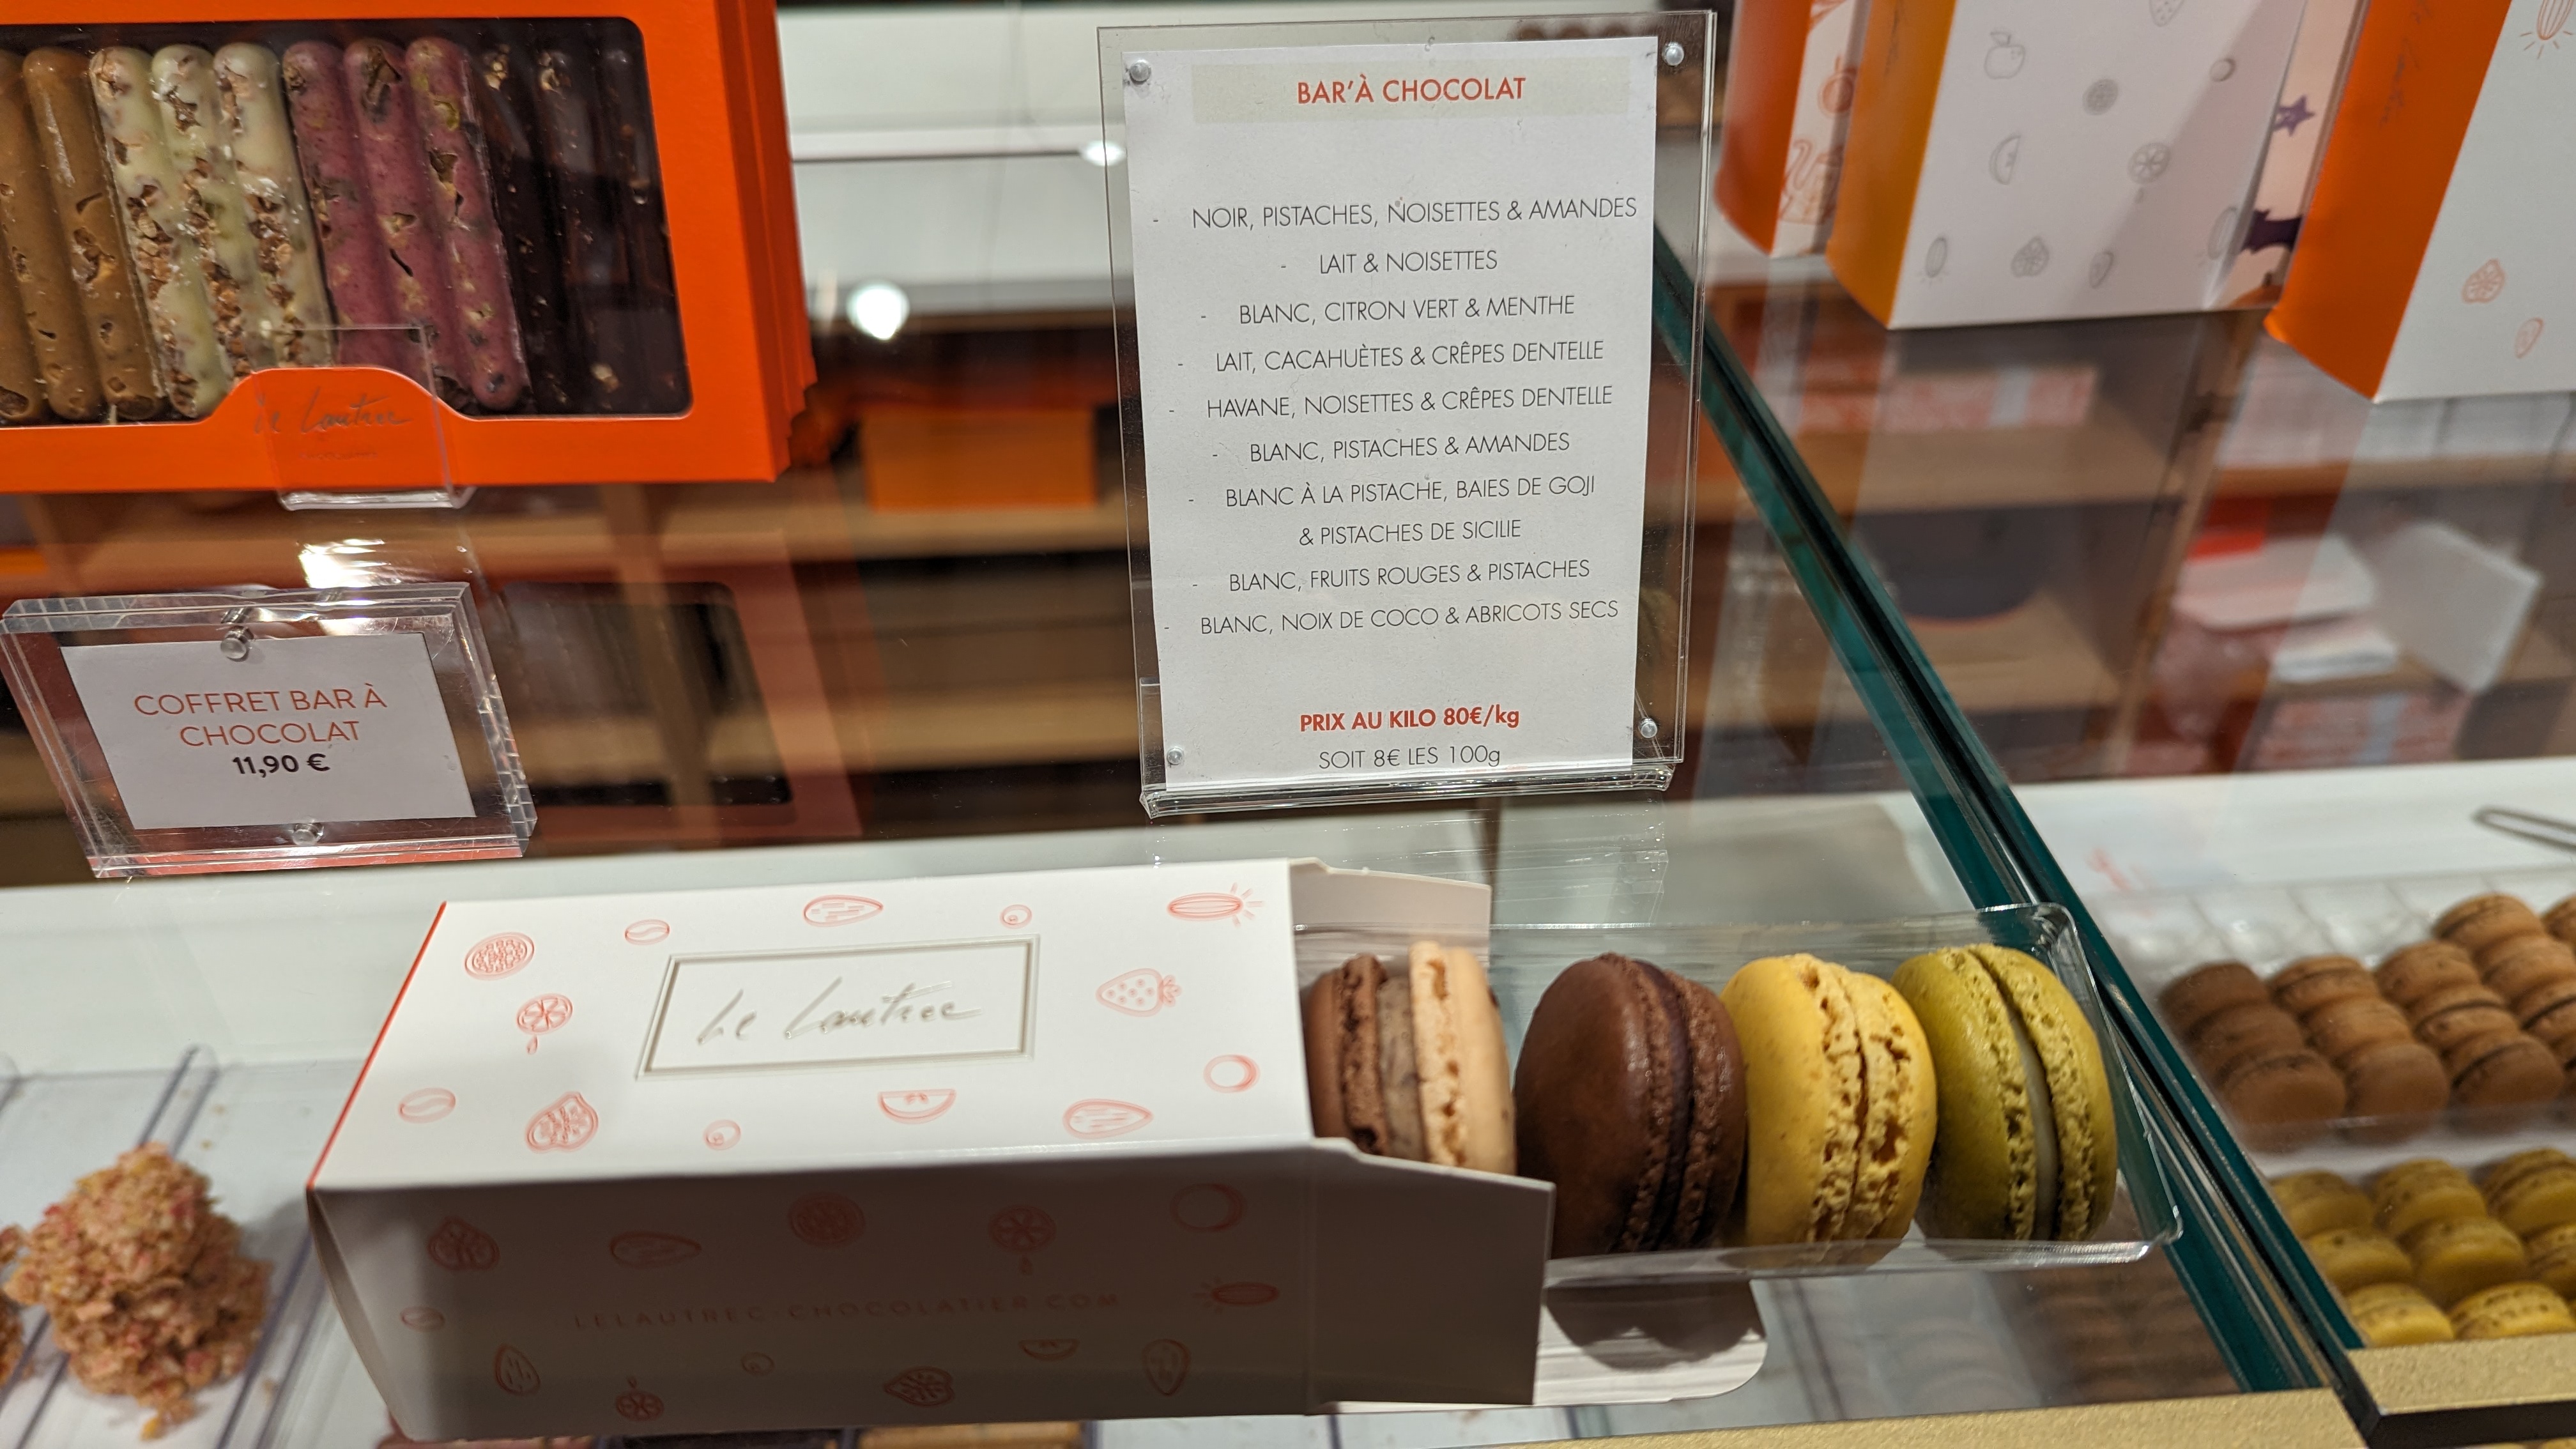 Le Lautrec
BAR'À CHOCOLAT
- NOIR, PISTACHES, NOISETTES & AMANDES
- LAIT & NOISETTES
- BLANC, CITRON VERT & MENTHE
- LAIT, CACAHUÈTES & CRÊPES DENTELLE
- HAVANE, NOISETTES & CRÊPES DENTELLE
- BLANC, PISTACHES & AMANDES
- BLANC À LA PISTACHE, BAIES DE GOJI
& PISTACHES DE SICILIE
- BLANC, FRUITS ROUGES & PISTACHES
- BLANC, NOIX DE COCO & ABRICOTS SECS
PRIX AU KILO 80€/kg
SOIT 8€ LES 100g
COFFRET BAR À
CHOCOLAT
11,90 €
Le Lautrec
LELAUTREC-CHOCOLATIER.COM